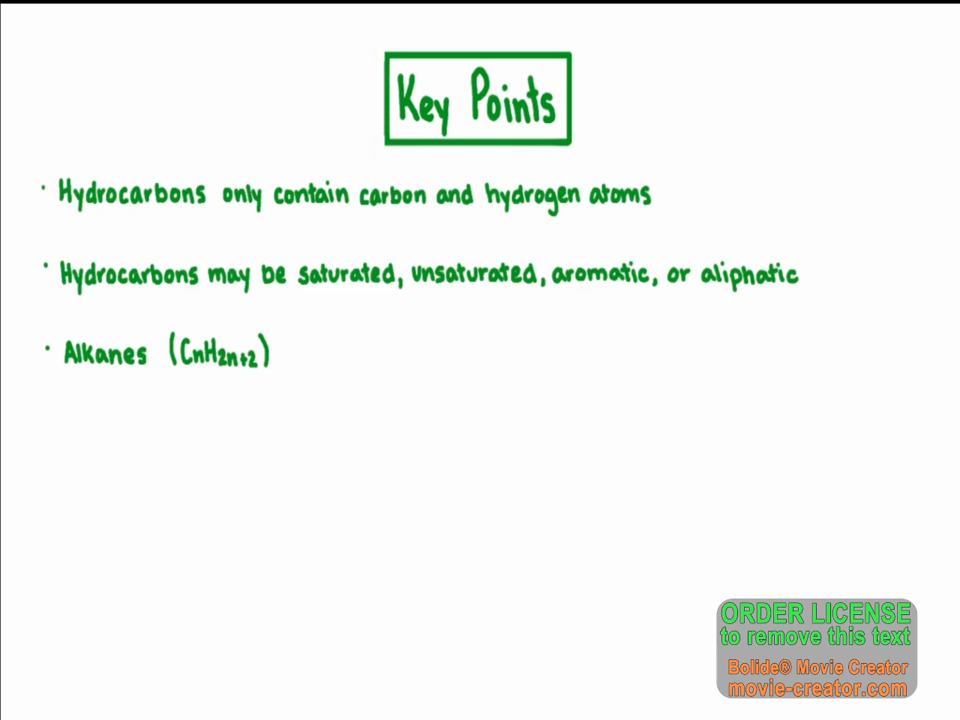 Key Points
· Hydrocarbons only contain carbon and hydrogen atoms
· Hydrocarbons may be saturated, unsaturated, aromatic, or aliphatic
· Alkanes (CnH2n+2)
ORDER LICENSE
to remove this text
Bolide® Movie Creator
movie-creator.com